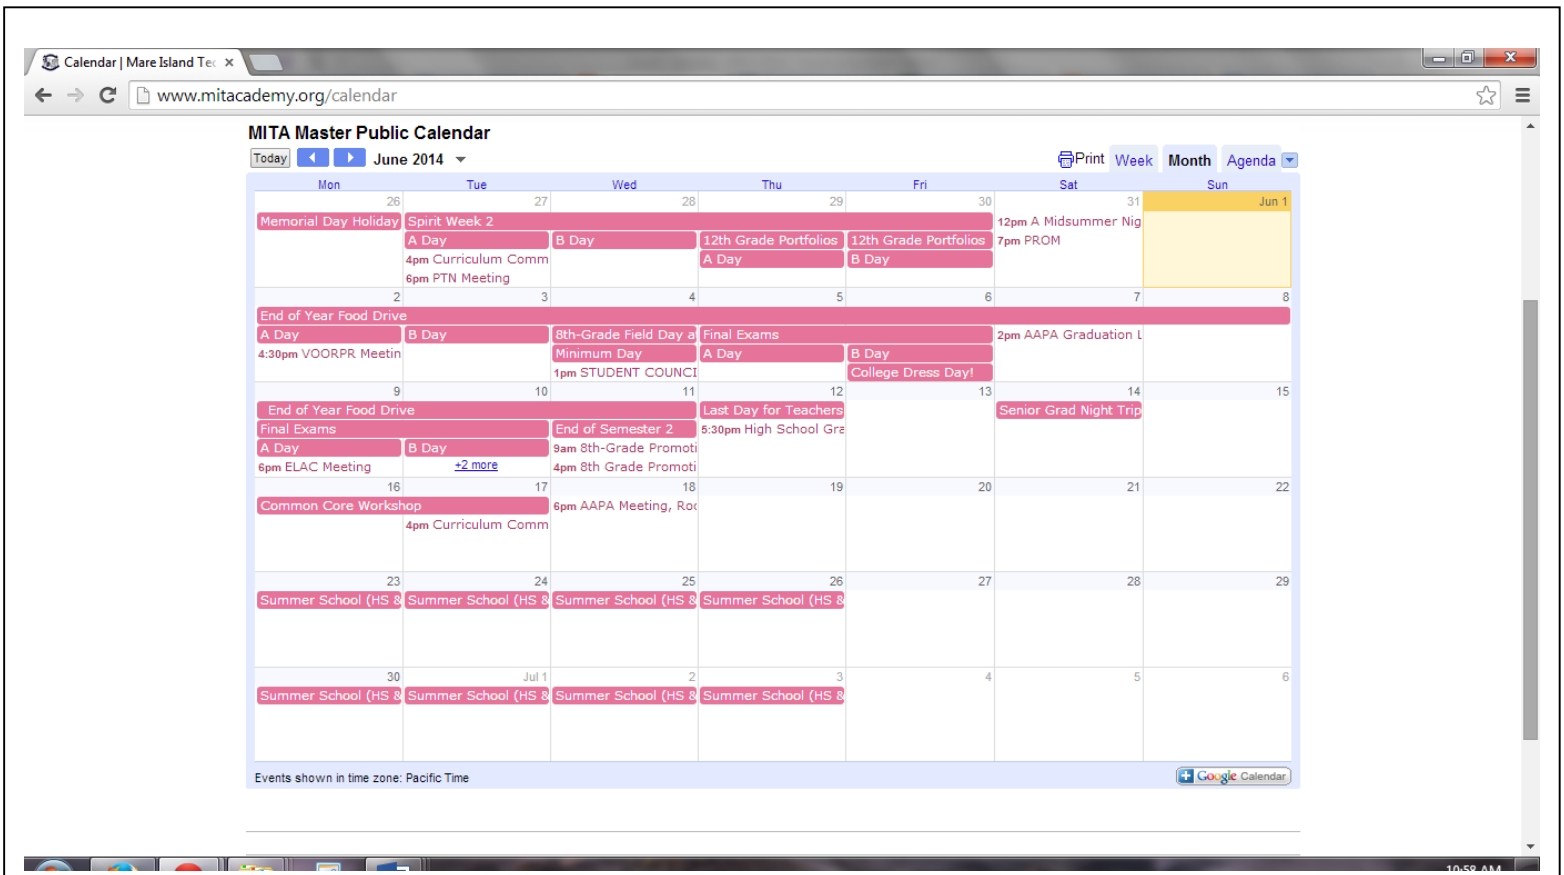 Calendar | Mare Island Tec
www.mitacademy.org/calendar
MITA Master Public Calendar
Today June 2014 Print Week Month Agenda
Mon Tue Wed Thu Fri Sat Sun
26 27 28 29 30 31 Jun 1
Memorial Day Holiday Spirit Week 2 12pm A Midsummer Nig
A Day B Day 12th Grade Portfolios 12th Grade Portfolios 7pm PROM
4pm Curriculum Comm A Day B Day
6pm PTN Meeting
2 3 4 5 6 7 8
End of Year Food Drive
A Day B Day 8th-Grade Field Day a Final Exams 2pm AAPA Graduation L
4:30pm VOORPR Meetin Minimum Day A Day B Day
1pm STUDENT COUNCI College Dress Day!
9 10 11 12 13 14 15
End of Year Food Drive Last Day for Teachers Senior Grad Night Trip
Final Exams End of Semester 2 5:30pm High School Gra
A Day B Day 9am 8th-Grade Promoti
6pm ELAC Meeting +2 more 4pm 8th Grade Promoti
16 17 18 19 20 21 22
Common Core Workshop 6pm AAPA Meeting, Roo
4pm Curriculum Comm
23 24 25 26 27 28 29
Summer School (HS & Summer School (HS & Summer School (HS & Summer School (HS &
30 Jul 1 2 3 4 5 6
Summer School (HS & Summer School (HS & Summer School (HS & Summer School (HS &
Events shown in time zone: Pacific Time Google Calendar
10:58 AM